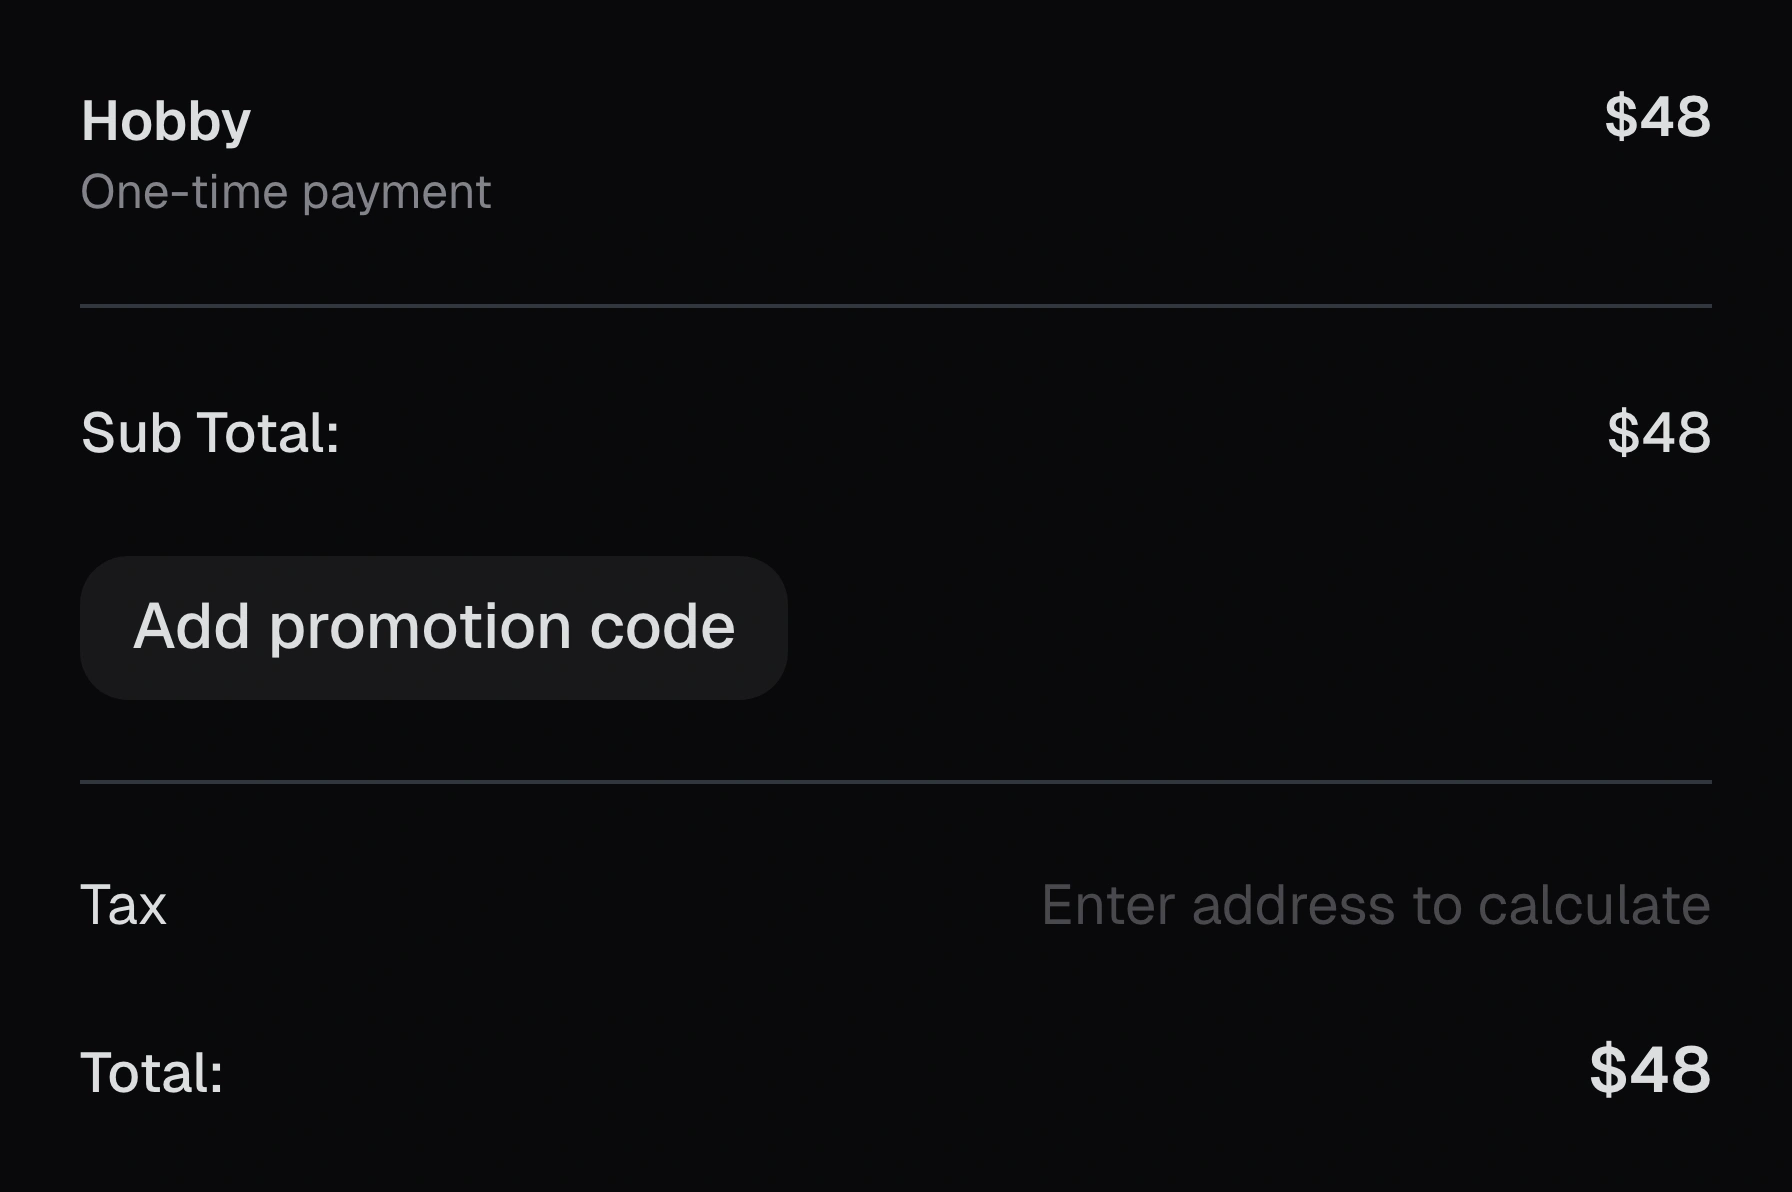 Hobby
$48
One-time payment
Sub Total:
$48
Add promotion code
Tax
Enter address to calculate
Total:
$48